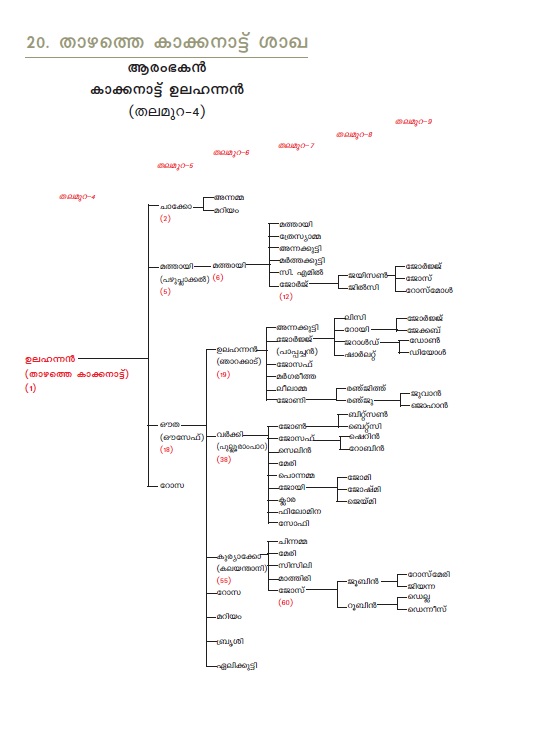 20. താഴത്തെ കാക്കനാട്ട് ശാഖ
ആരംഭകൻ
കാക്കനാട്ട് ഉലഹന്നൻ
(തലമുറ-4)
തലമുറ-9
തലമുറ-8
തലമുറ-7
തലമുറ-6
തലമുറ-5
തലമുറ-4
ഉലഹന്നൻ
(താഴത്തെ കാക്കനാട്ട്)
(1)
ചാക്കോ
(2)
അന്നമ്മ
മറിയം
മത്തായി
(പഴുപ്ലാക്കൽ)
(5)
മത്തായി
(6)
മത്തായി
ത്രേസ്യാമ്മ
അന്നക്കുട്ടി
മർത്തക്കുട്ടി
സി. എമിൽ
ജോർജ്
(12)
ജയിസൺ
ജിൽസി
ജോർജ്ജ്
ജോസ്
റോസ്മോൾ
ഔത
(ഔസേഫ്)
(18)
ഉലഹന്നൻ
(ഞാറക്കാട്)
(19)
അന്നക്കുട്ടി
ജോർജ്ജ്
(പാപ്പച്ചൻ)
ജോസഫ്
മർഗരീത്ത
ലീലാമ്മ
ജോണി
ലിസി
റോയി
ജറാൾഡ്
ഷാർലറ്റ്
ജോർജ്ജ്
ജേക്കബ്
ഡോൺ
ഡിയോൾ
രഞ്ജിത്ത്
രഞ്ജു
ജുവാൻ
ജൊഹാൻ
വർക്കി
(പുല്ലൂരാംപാറ)
(38)
ജോൺ
ജോസഫ്
സെലിൻ
മേരി
പൊന്നമ്മ
ജോയി
ക്ലാര
ഫിലോമിന
സോഫി
ബിറ്റ്സൺ
ബെറ്റ്സി
ഷെറിൻ
റോബിൻ
ജോമി
ജോഷ്മി
ജെയ്മി
കുര്യാക്കോ
(കലയന്താനി)
(55)
ചിന്നമ്മ
മേരി
സിസിലി
മാത്തിരി
ജോസ്
(60)
ജൂബിൻ
റൂബിൻ
റോസ്മേരി
ജിയന്ന
ഡെല്ല
ഡെന്നീസ്
റോസ
മറിയം
ബ്രൂശി
ഏലിക്കുട്ടി
റോസ